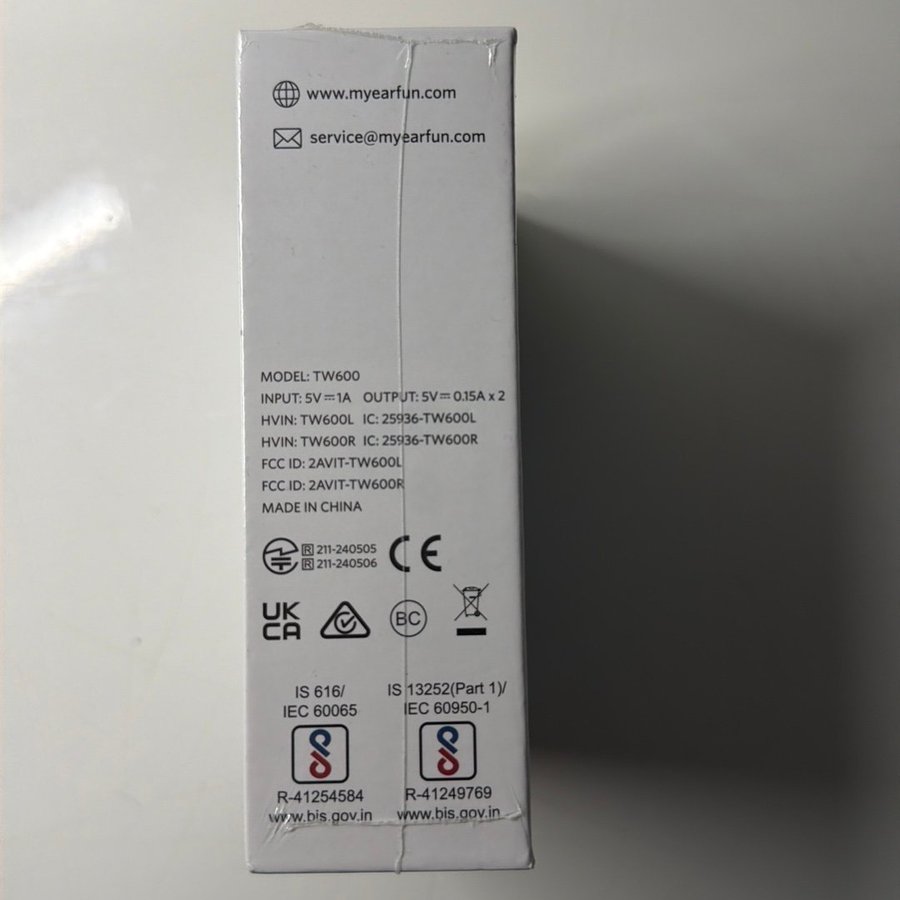 www.myearfun.com
service@myearfun.com
MODEL: TW600
INPUT: 5V⎓1A OUTPUT: 5V⎓0.15A x 2
HVIN: TW600L IC: 25936-TW600L
HVIN: TW600R IC: 25936-TW600R
FCC ID: 2AVIT-TW600L
FCC ID: 2AVIT-TW600R
MADE IN CHINA
R 211-240505
R 211-240506
CE
UK
CA
BC
IS 616/
IEC 60065
IS 13252(Part 1)/
IEC 60950-1
R-41254584
www.bis.gov.in
R-41249769
www.bis.gov.in